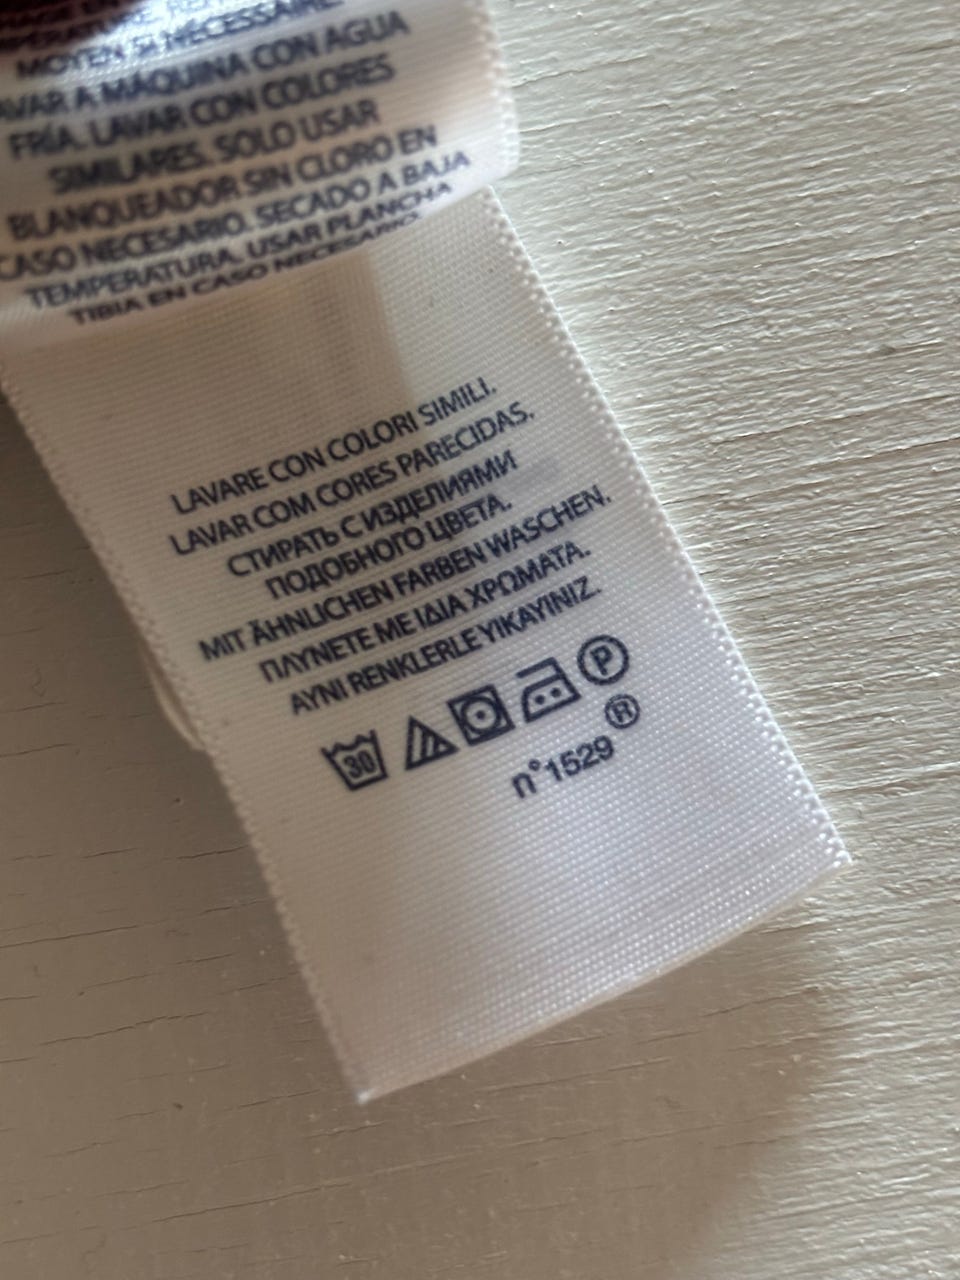 MOYEN SI NÉCESSAIRE
LAVAR A MÁQUINA CON AGUA
FRÍA. LAVAR CON COLORES
SIMILARES. SOLO USAR
BLANQUEADOR SIN CLORO EN
CASO NECESARIO. SECADO A BAJA
TEMPERATURA. USAR PLANCHA
TIBIA EN CASO NECESARIO.
LAVARE CON COLORI SIMILI.
LAVAR COM CORES PARECIDAS.
СТИРАТЬ С ИЗДЕЛИЯМИ
ПОДОБНОГО ЦВЕТА.
MIT ÄHNLICHEN FARBEN WASCHEN.
ΠΛΥΝΕΤΕ ΜΕ ΙΔΙΑ ΧΡΩΜΑΤΑ.
AYNI RENKLERLE YIKAYINIZ.
30 P
n°1529 ®